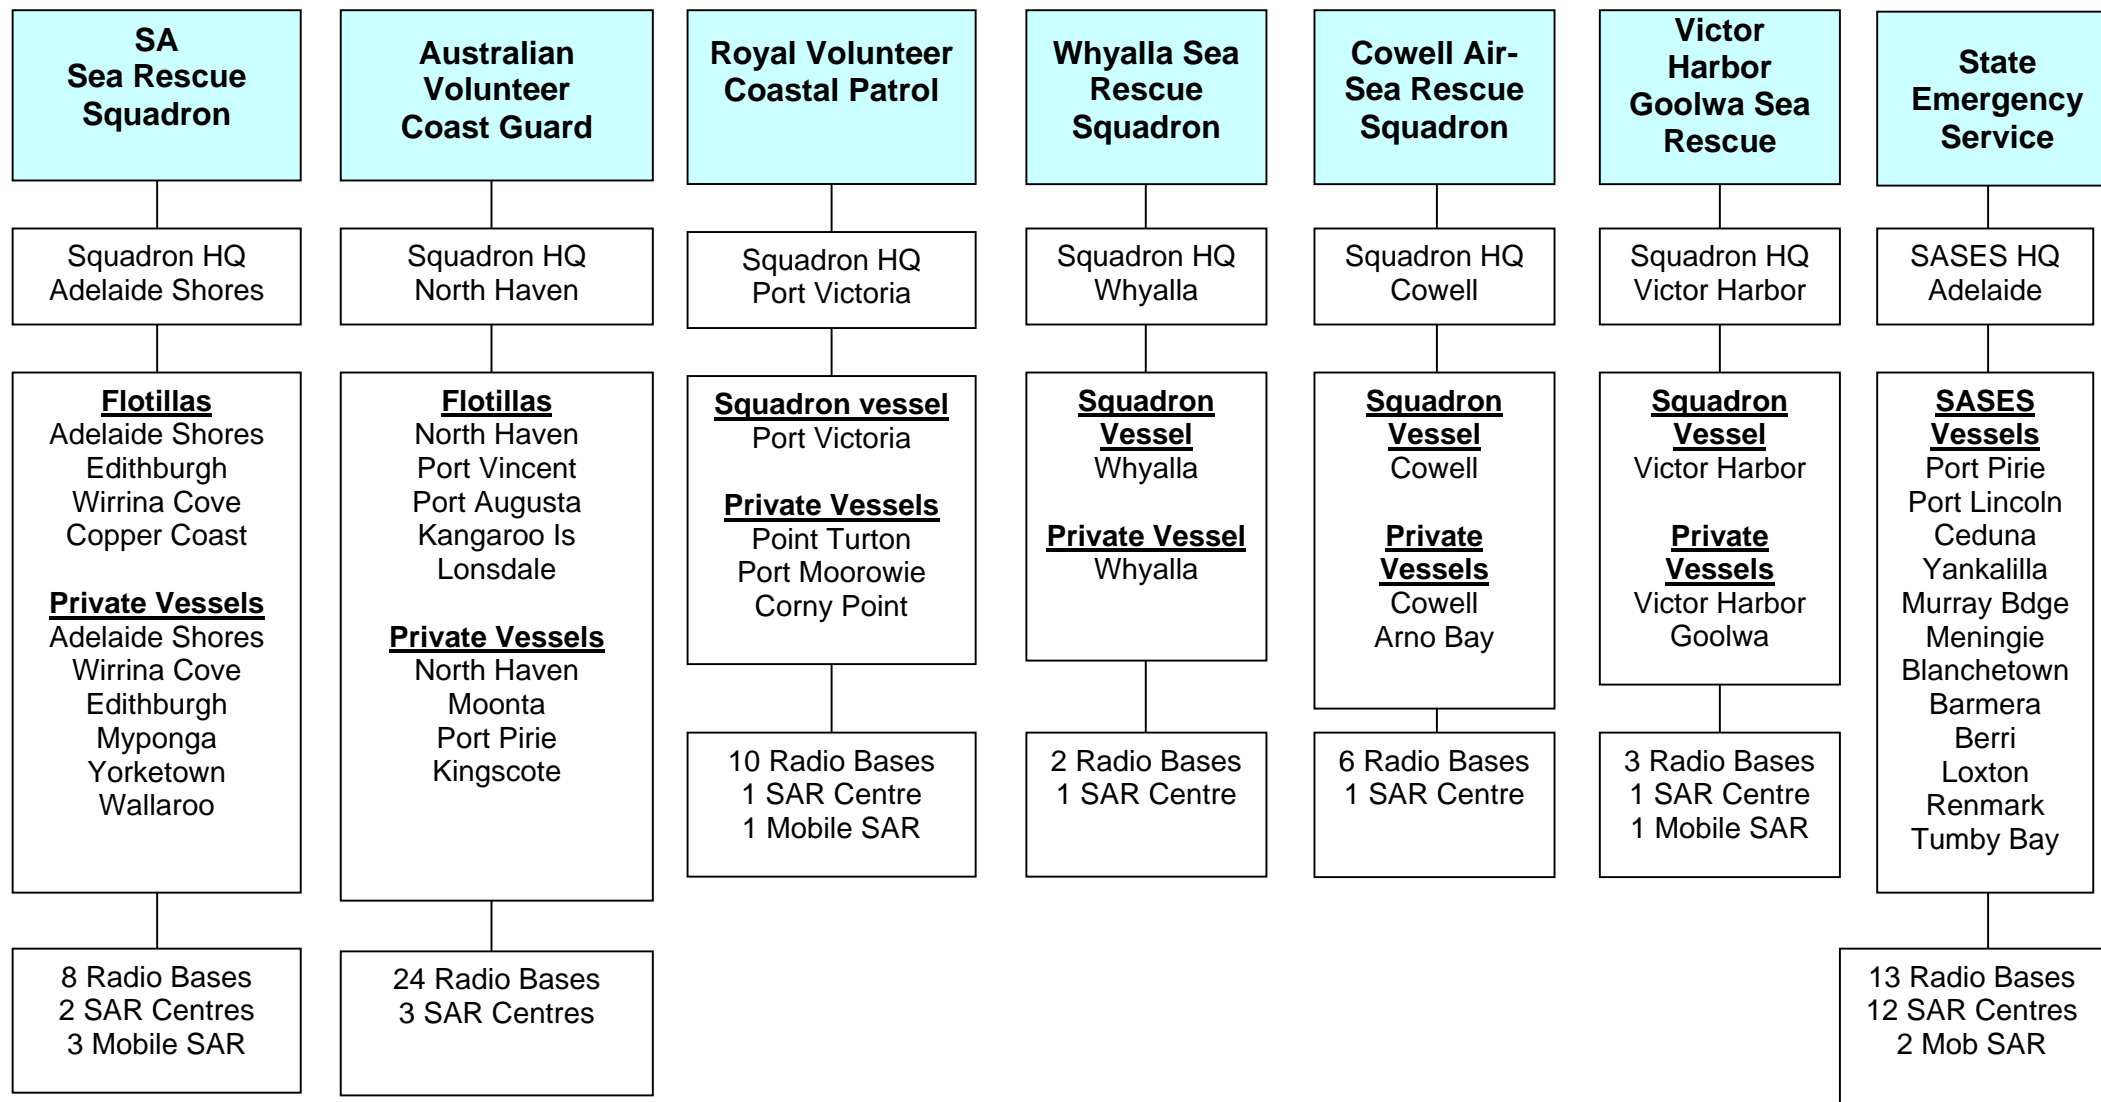 SA
Sea Rescue
Squadron
Squadron HQ
Adelaide Shores
Flotillas
Adelaide Shores
Edithburgh
Wirrina Cove
Copper Coast
Private Vessels
Adelaide Shores
Wirrina Cove
Edithburgh
Myponga
Yorketown
Wallaroo
8 Radio Bases
2 SAR Centres
3 Mobile SAR
Australian
Volunteer
Coast Guard
Squadron HQ
North Haven
Flotillas
North Haven
Port Vincent
Port Augusta
Kangaroo Is
Lonsdale
Private Vessels
North Haven
Moonta
Port Pirie
Kingscote
24 Radio Bases
3 SAR Centres
Royal Volunteer
Coastal Patrol
Squadron HQ
Port Victoria
Squadron vessel
Port Victoria
Private Vessels
Point Turton
Port Moorowie
Corny Point
10 Radio Bases
1 SAR Centre
1 Mobile SAR
Whyalla Sea
Rescue
Squadron
Squadron HQ
Whyalla
Squadron
Vessel
Whyalla
Private Vessel
Whyalla
2 Radio Bases
1 SAR Centre
Cowell Air-
Sea Rescue
Squadron
Squadron HQ
Cowell
Squadron
Vessel
Cowell
Private
Vessels
Cowell
Arno Bay
6 Radio Bases
1 SAR Centre
Victor
Harbor
Goolwa Sea
Rescue
Squadron HQ
Victor Harbor
Squadron
Vessel
Victor Harbor
Private
Vessels
Victor Harbor
Goolwa
3 Radio Bases
1 SAR Centre
1 Mobile SAR
State
Emergency
Service
SASES HQ
Adelaide
SASES
Vessels
Port Pirie
Port Lincoln
Ceduna
Yankalilla
Murray Bdge
Meningie
Blanchetown
Barmera
Berri
Loxton
Renmark
Tumby Bay
13 Radio Bases
12 SAR Centres
2 Mob SAR